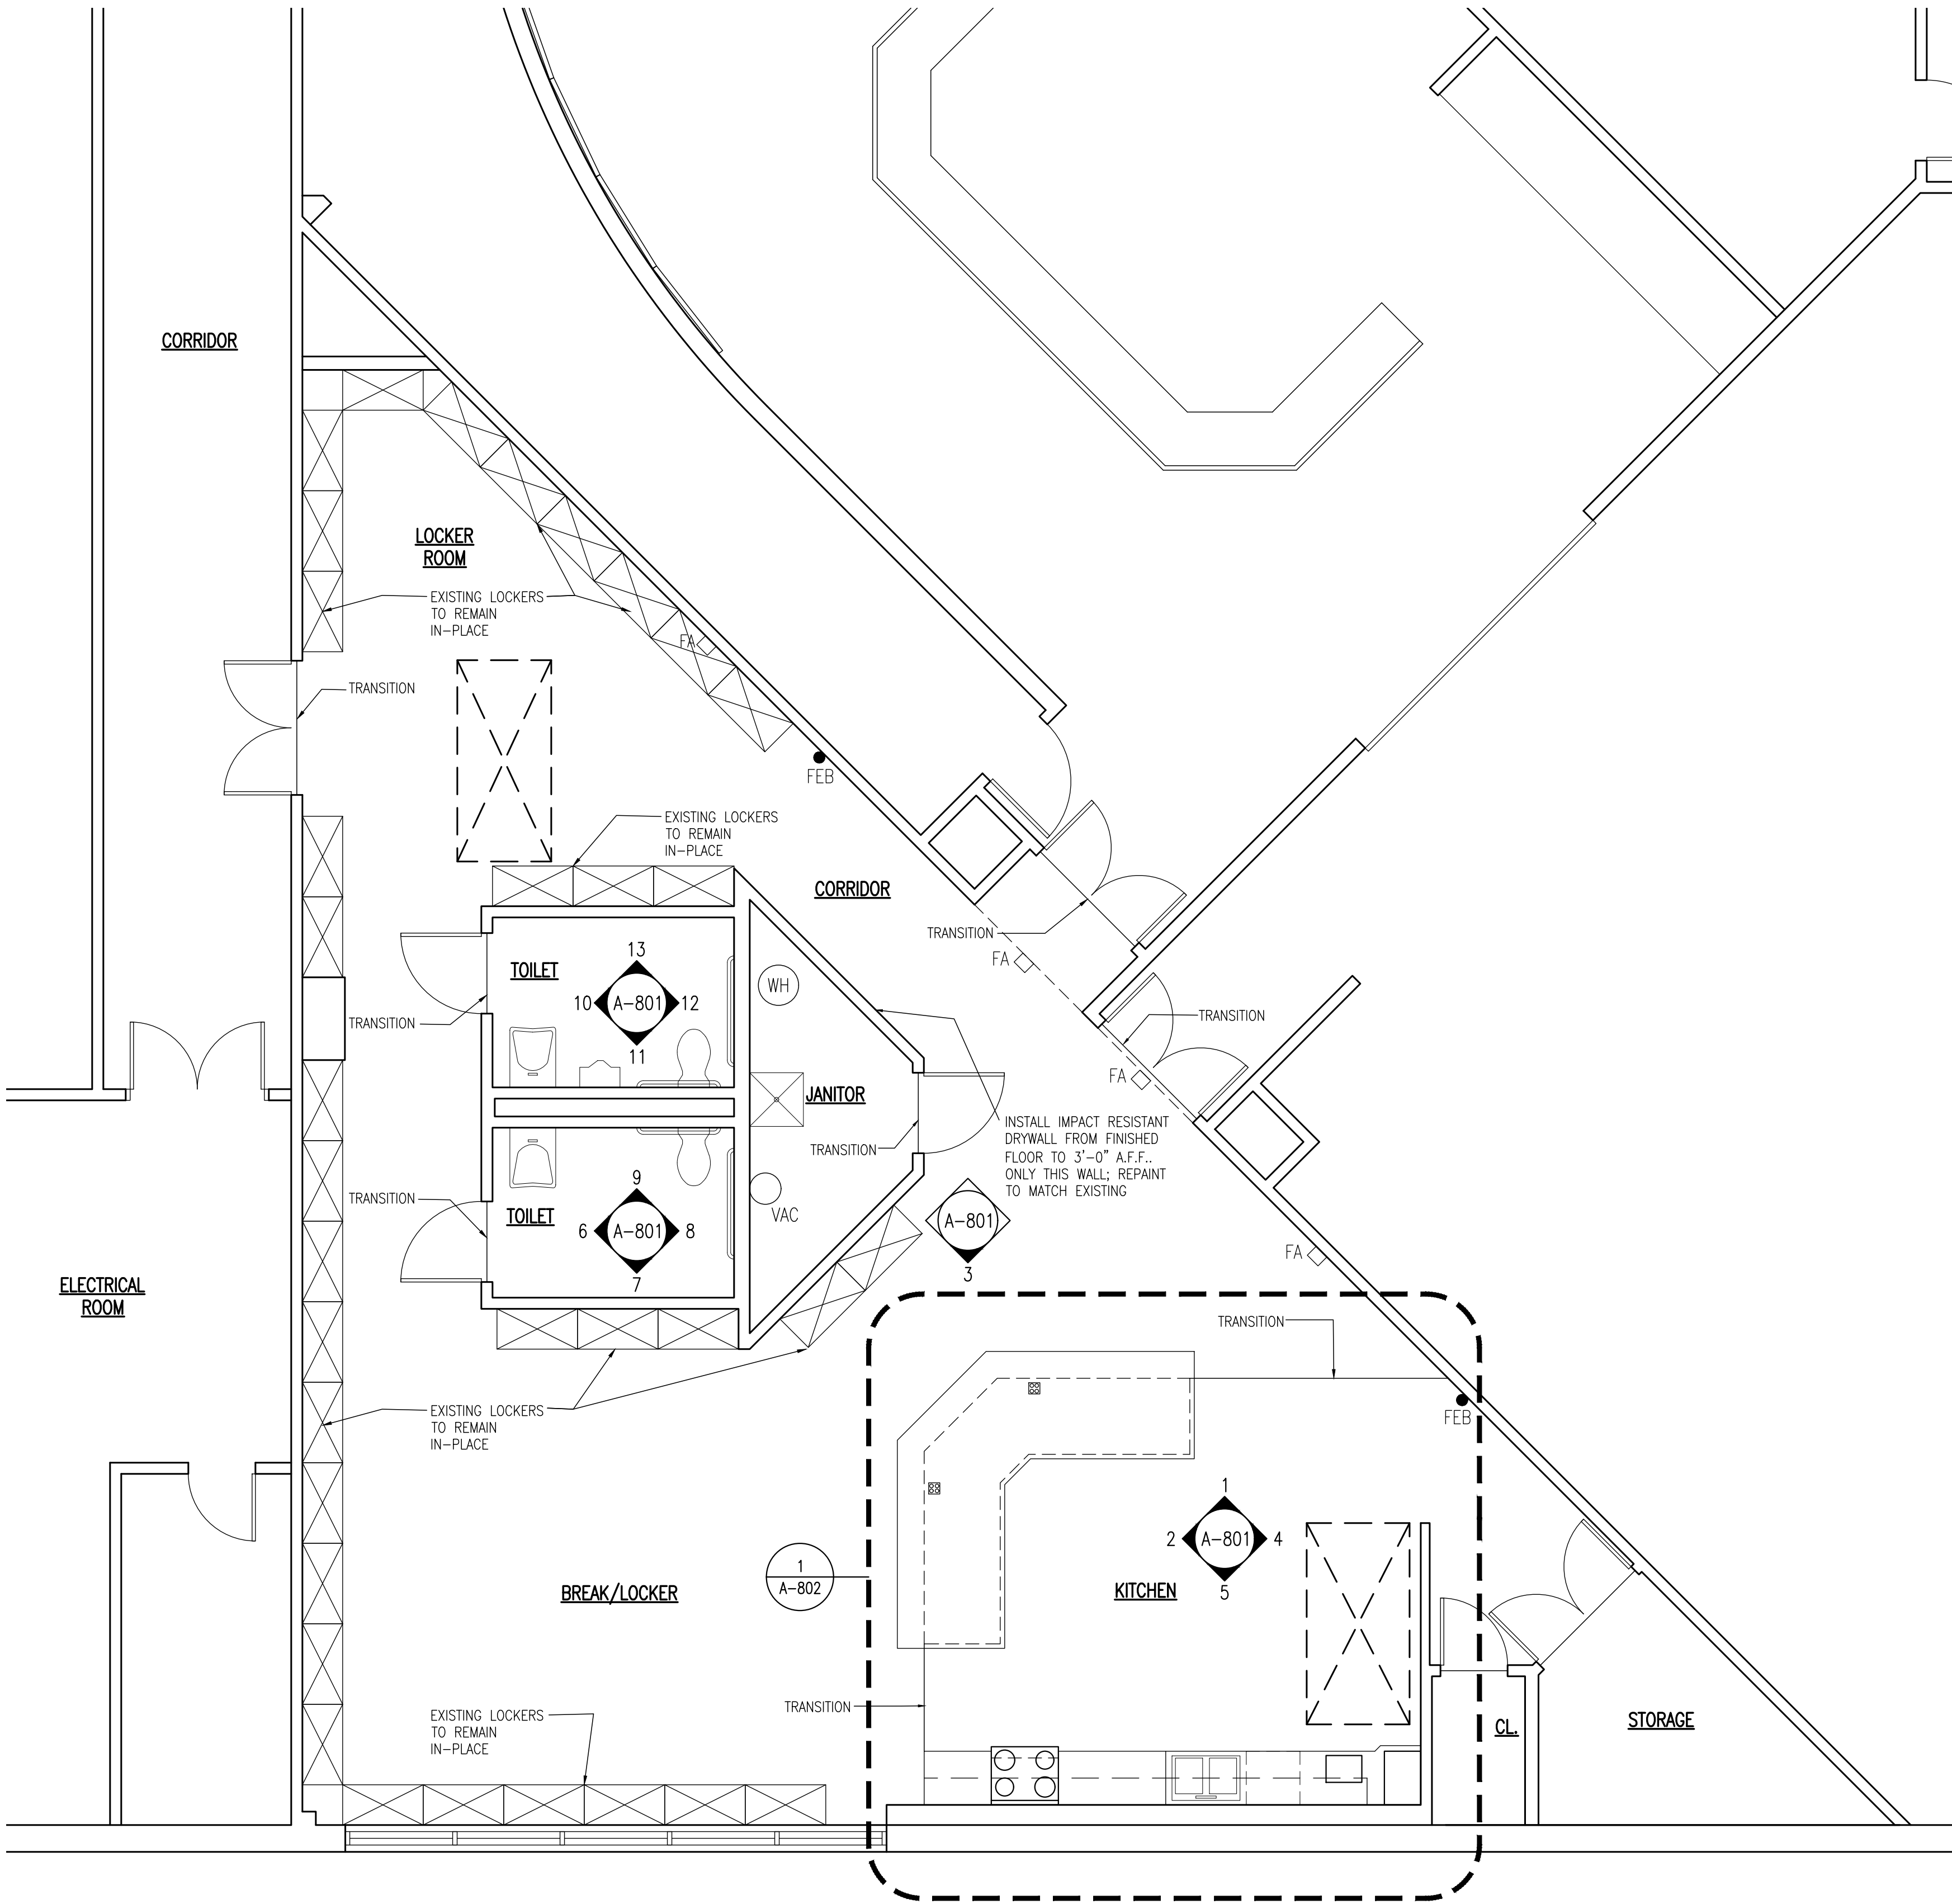 CORRIDOR
LOCKER
ROOM
EXISTING LOCKERS
TO REMAIN
IN-PLACE
FA
TRANSITION
FEB
EXISTING LOCKERS
TO REMAIN
IN-PLACE
CORRIDOR
TRANSITION
FA
13
TOILET
10
A-801
12
11
WH
TRANSITION
TRANSITION
FA
JANITOR
TRANSITION
INSTALL IMPACT RESISTANT
DRYWALL FROM FINISHED
FLOOR TO 3'-0" A.F.F..
ONLY THIS WALL; REPAINT
TO MATCH EXISTING
TRANSITION
9
TOILET
6
A-801
8
7
VAC
A-801
3
FA
ELECTRICAL
ROOM
TRANSITION
FEB
EXISTING LOCKERS
TO REMAIN
IN-PLACE
1
2
A-801
4
5
1
A-802
BREAK/LOCKER
KITCHEN
TRANSITION
EXISTING LOCKERS
TO REMAIN
IN-PLACE
CL.
STORAGE